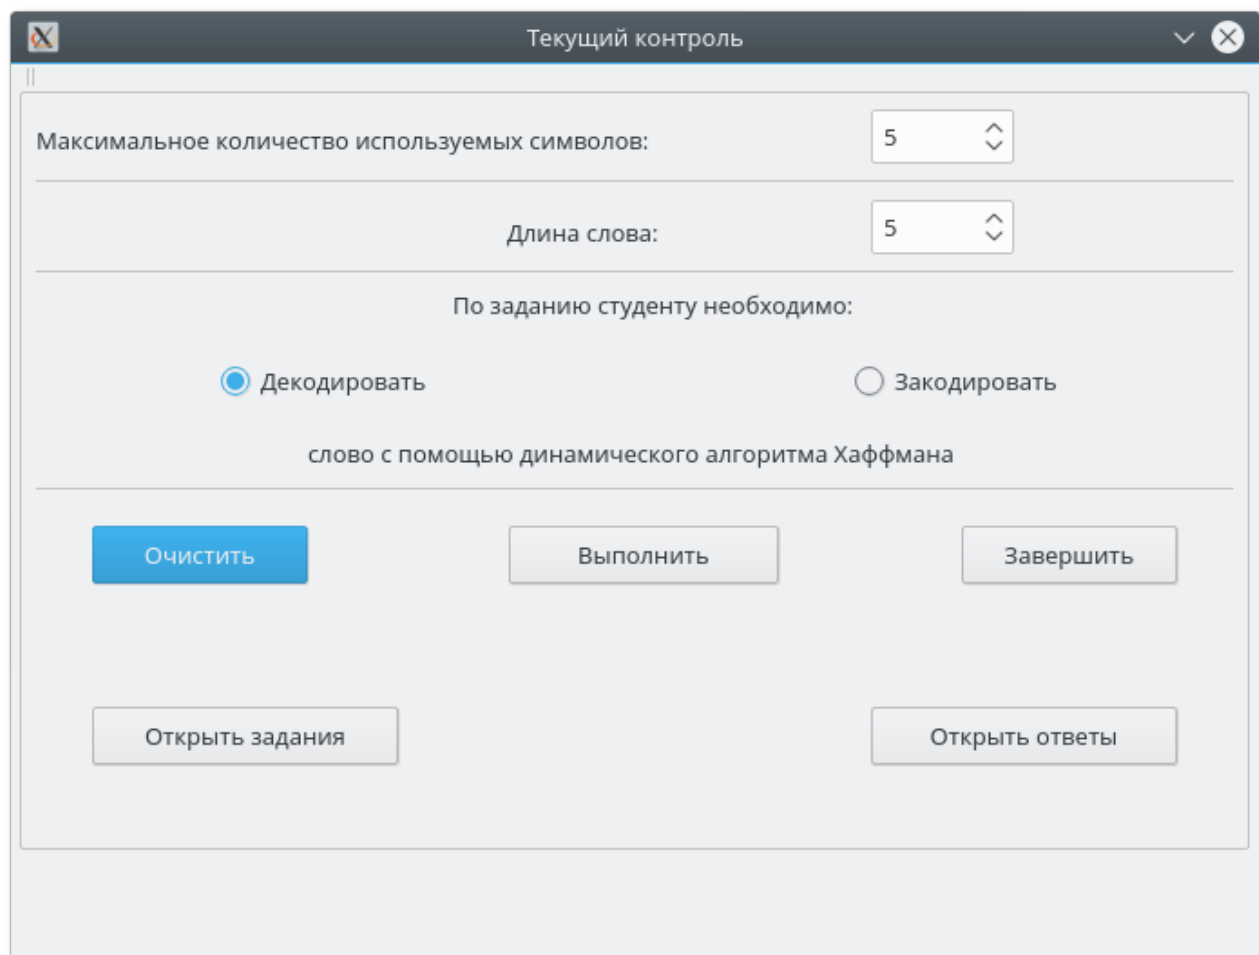 Текущий контроль
Максимальное количество используемых символов: 5
Длина слова: 5
По заданию студенту необходимо:
Декодировать Закодировать
слово с помощью динамического алгоритма Хаффмана
Очистить Выполнить Завершить
Открыть задания Открыть ответы